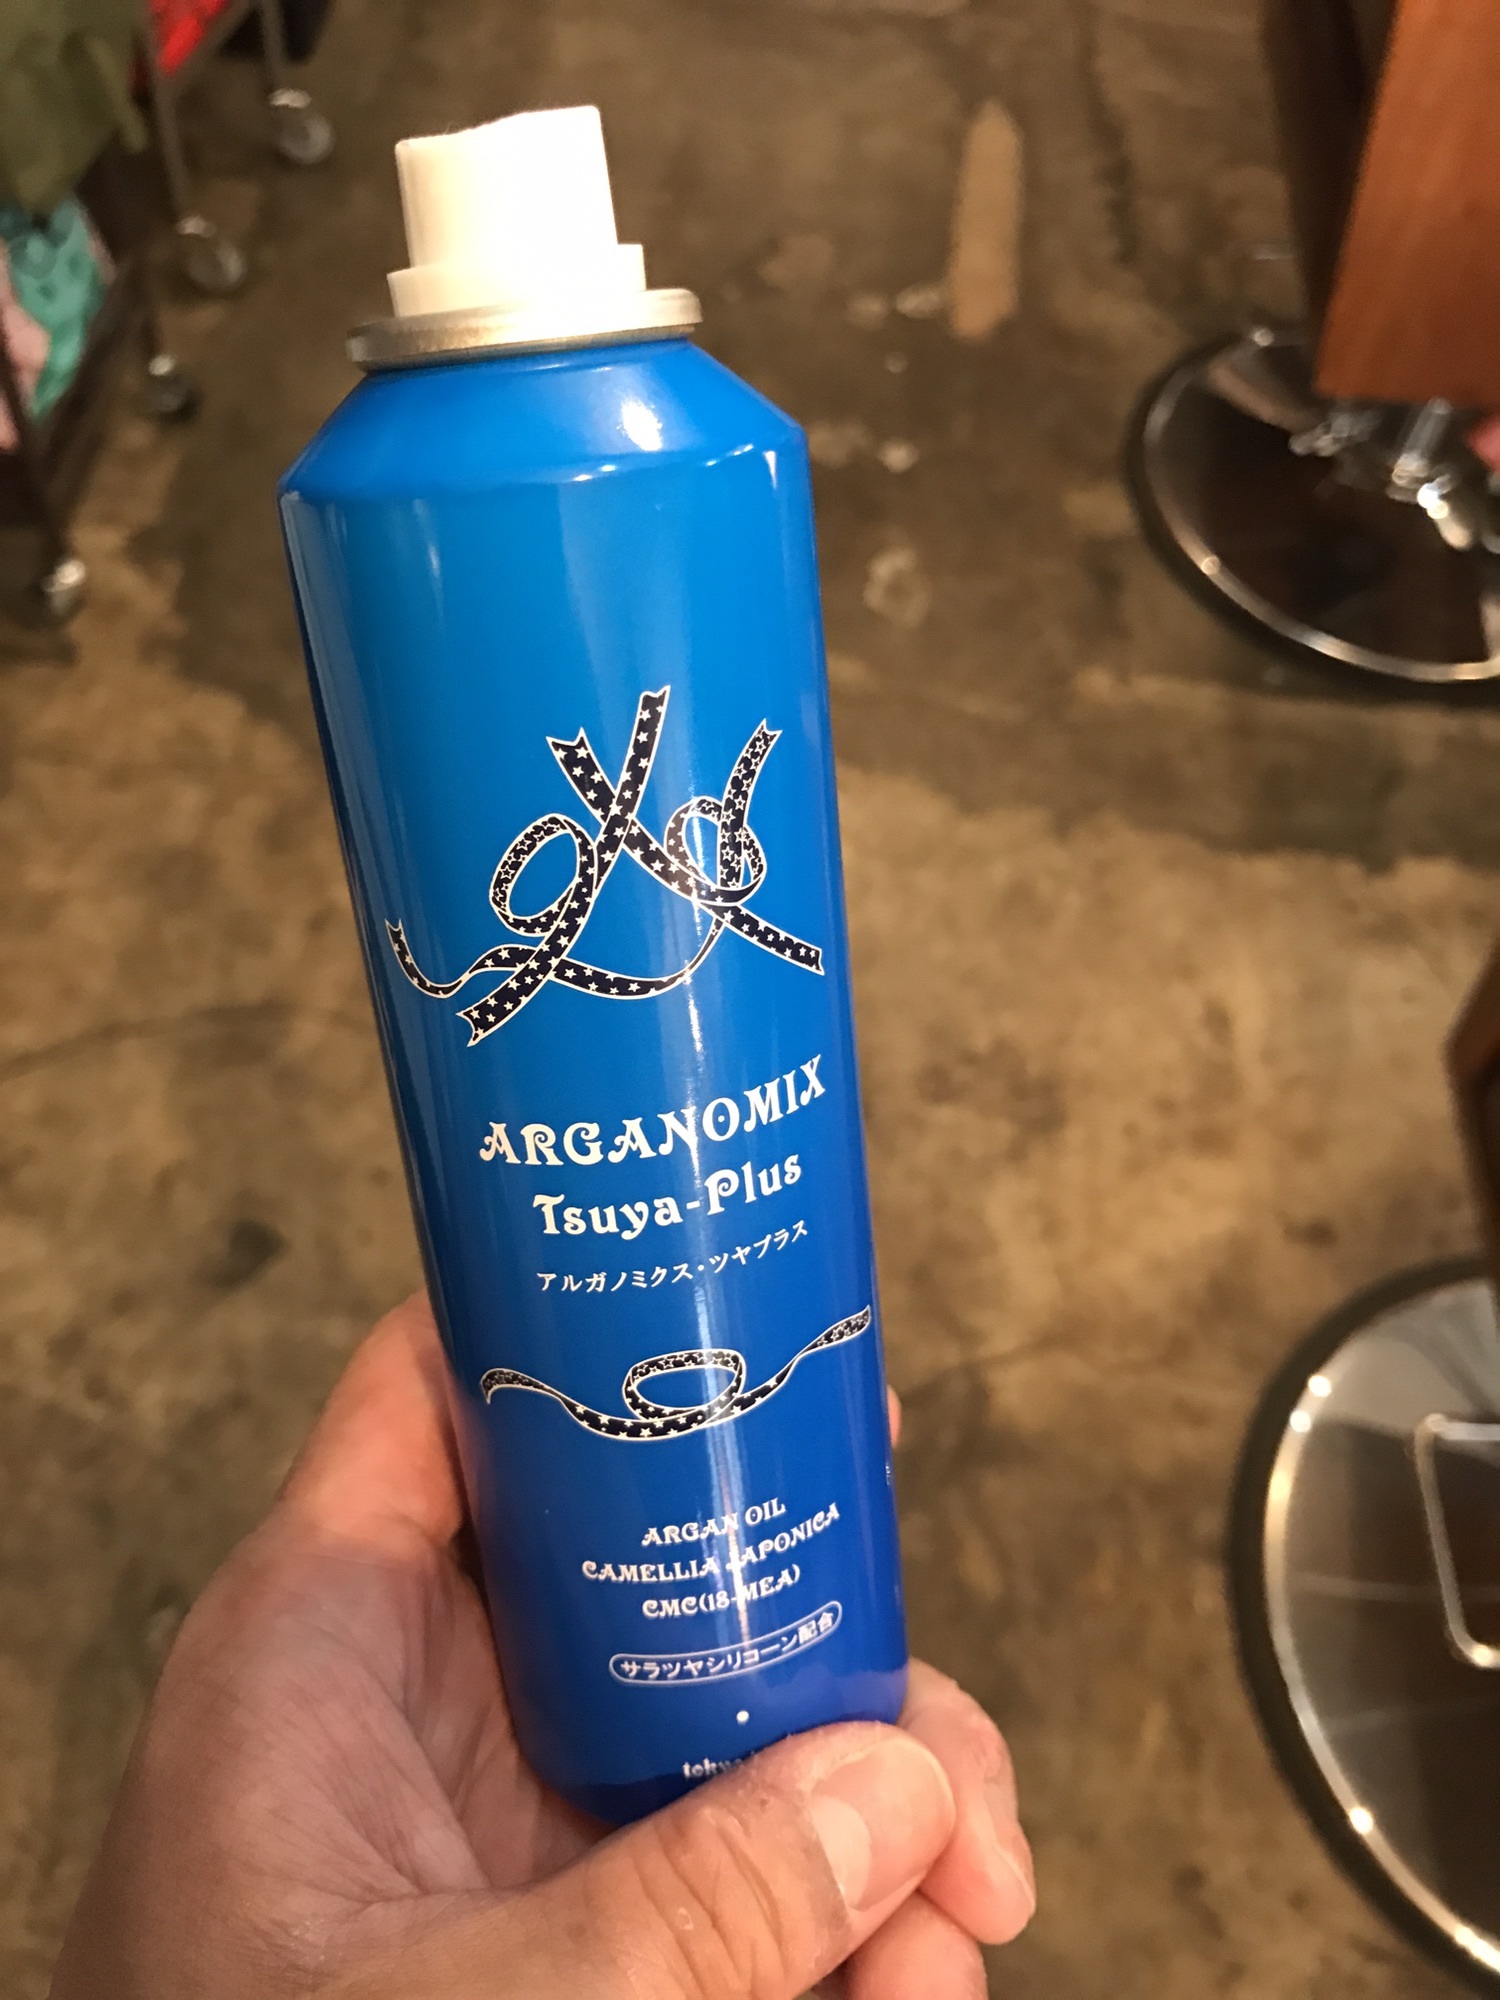 ARGANOMIX
Tsuya-Plus
アルガノミクス・ツヤプラス
ARGAN OIL
CAMELLIA JAPONICA
CMC(18-MEA)
サラツヤシリコーン配合